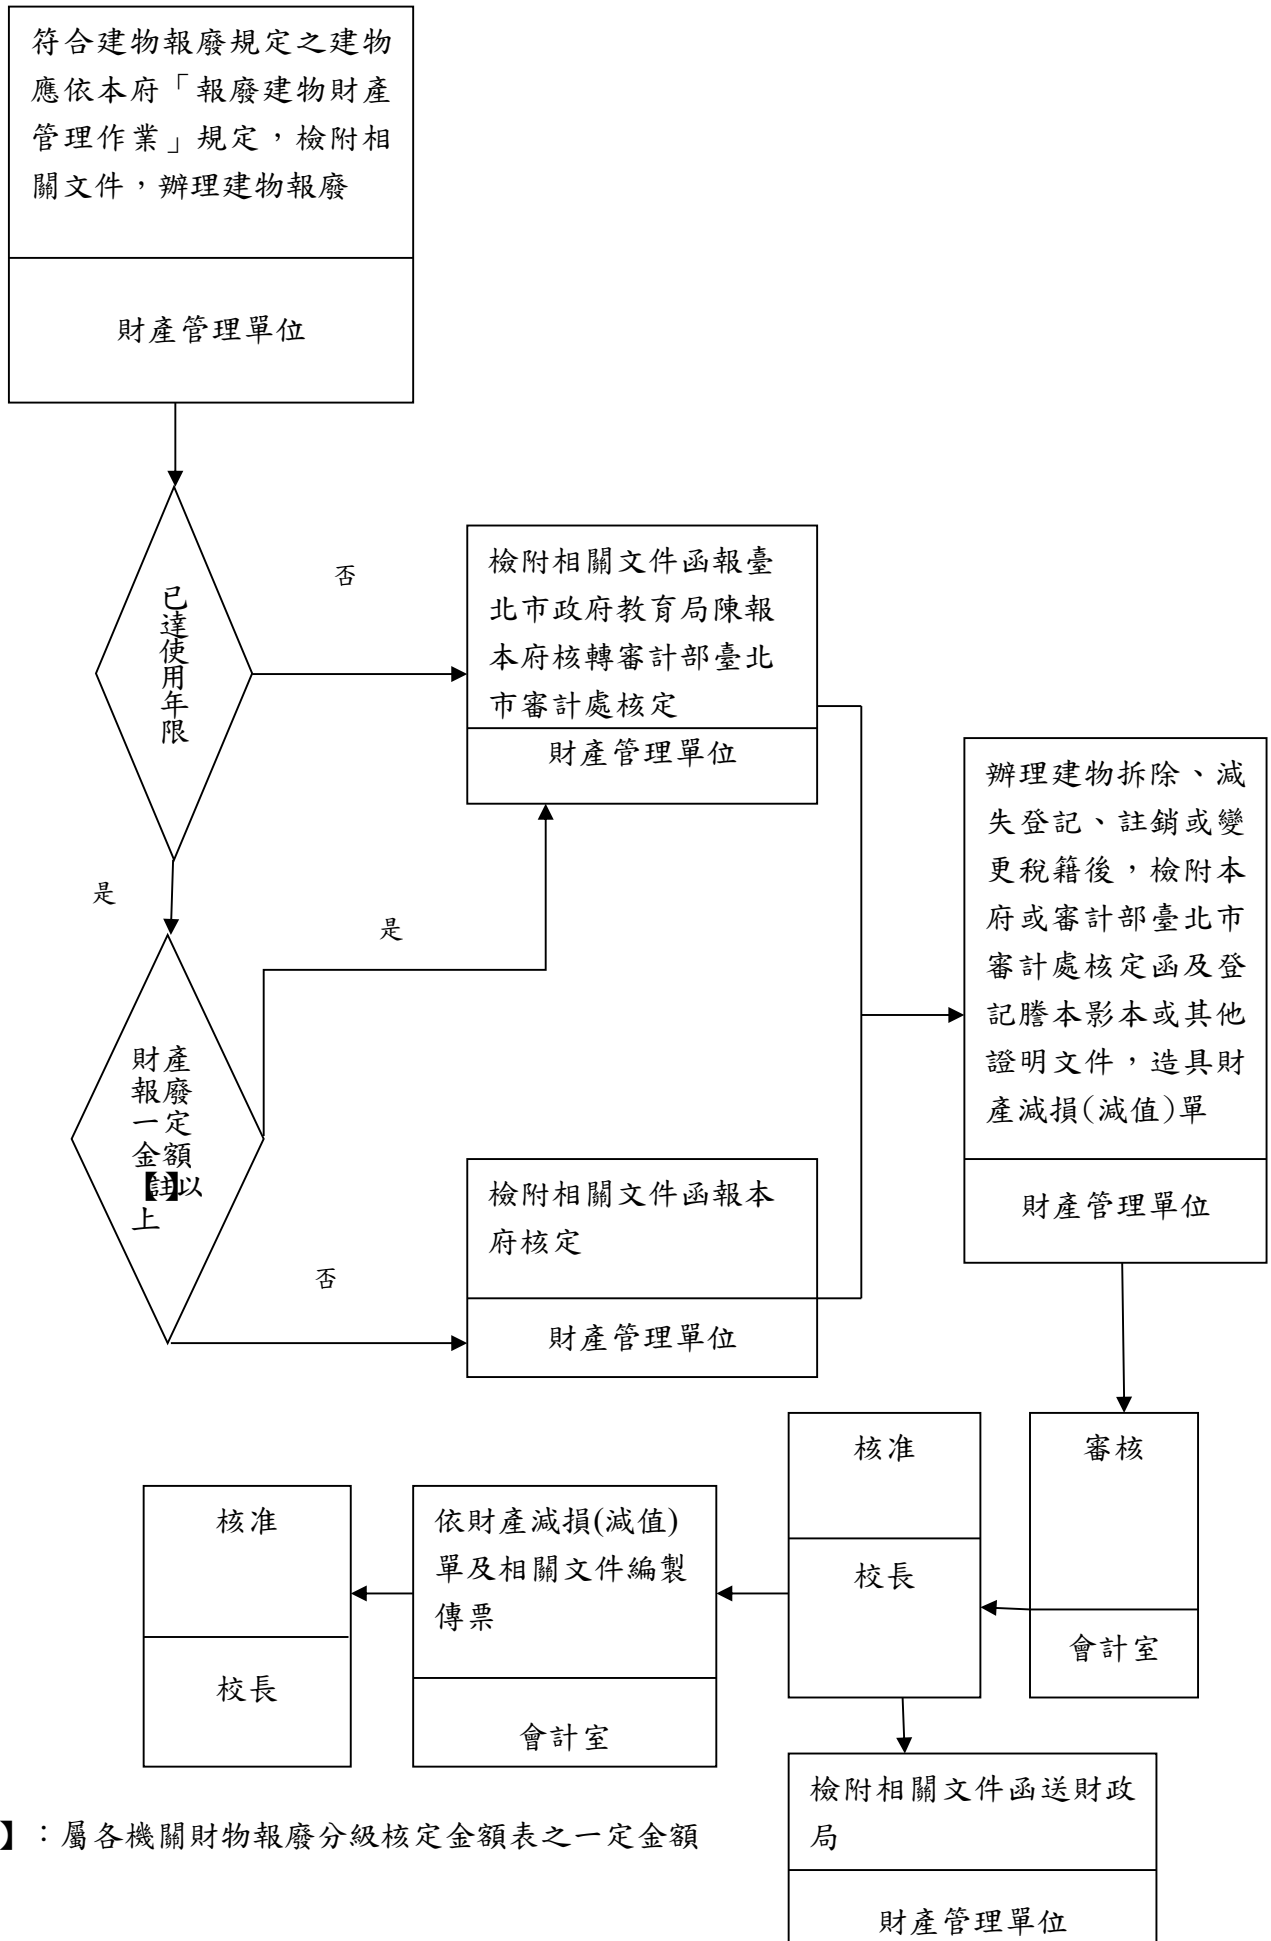 符合建物報廢規定之建物
應依本府「報廢建物財產
管理作業」規定，檢附相
關文件，辦理建物報廢
財產管理單位
已達使用年限
否
檢附相關文件函報臺
北市政府教育局陳報
本府核轉審計部臺北
市審計處核定
財產管理單位
是
是
財產
報廢
一定
金額
【註】以
上
否
檢附相關文件函報本
府核定
財產管理單位
辦理建物拆除、滅
失登記、註銷或變
更稅籍後，檢附本
府或審計部臺北市
審計處核定函及登
記謄本影本或其他
證明文件，造具財
產減損(減值)單
財產管理單位
審核
會計室
核准
校長
依財產減損(減值)
單及相關文件編製
傳票
會計室
核准
校長
檢附相關文件函送財政
局
財產管理單位
】：屬各機關財物報廢分級核定金額表之一定金額